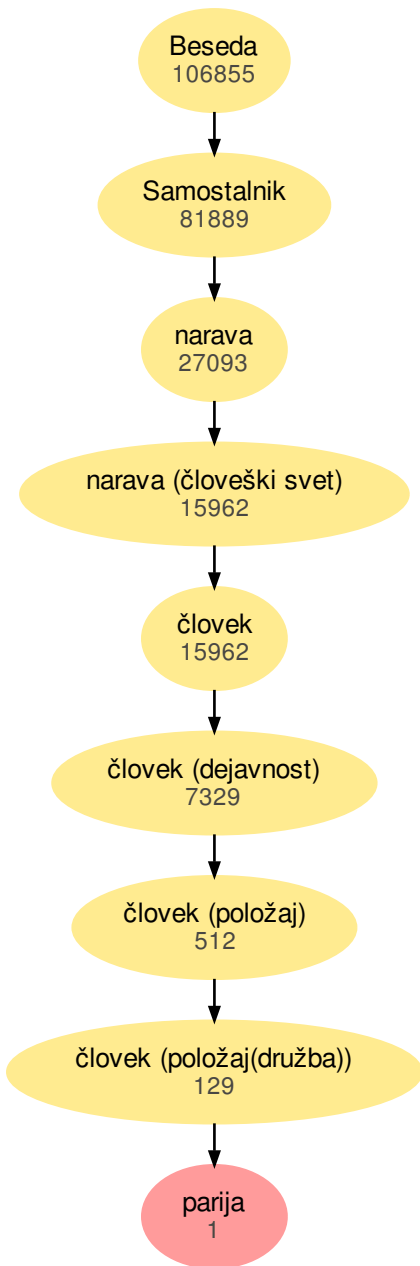 Beseda
106855
Samostalnik
81889
narava
27093
narava (človeški svet)
15962
človek
15962
človek (dejavnost)
7329
človek (položaj)
512
človek (položaj(družba))
129
parija
1